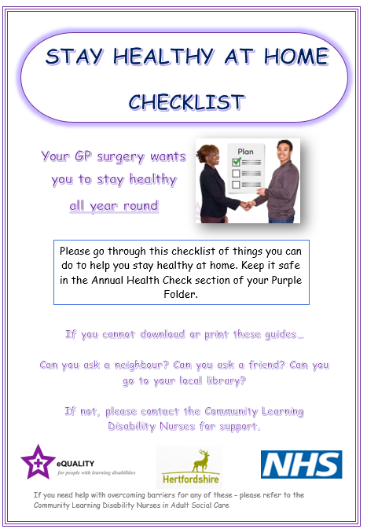 STAY HEALTHY AT HOME
CHECKLIST
Your GP surgery wants
you to stay healthy
all year round
Plan
Please go through this checklist of things you can
do to help you stay healthy at home. Keep it safe
in the Annual Health Check section of your Purple
Folder.
If you cannot download or print these guides…
Can you ask a neighbour? Can you ask a friend? Can you
go to your local library?
If not, please contact the Community Learning
Disability Nurses for support.
eQUALITY
for people with learning disabilities
Hertfordshire
NHS
If you need help with overcoming barriers for any of these – please refer to the
Community Learning Disability Nurses in Adult Social Care